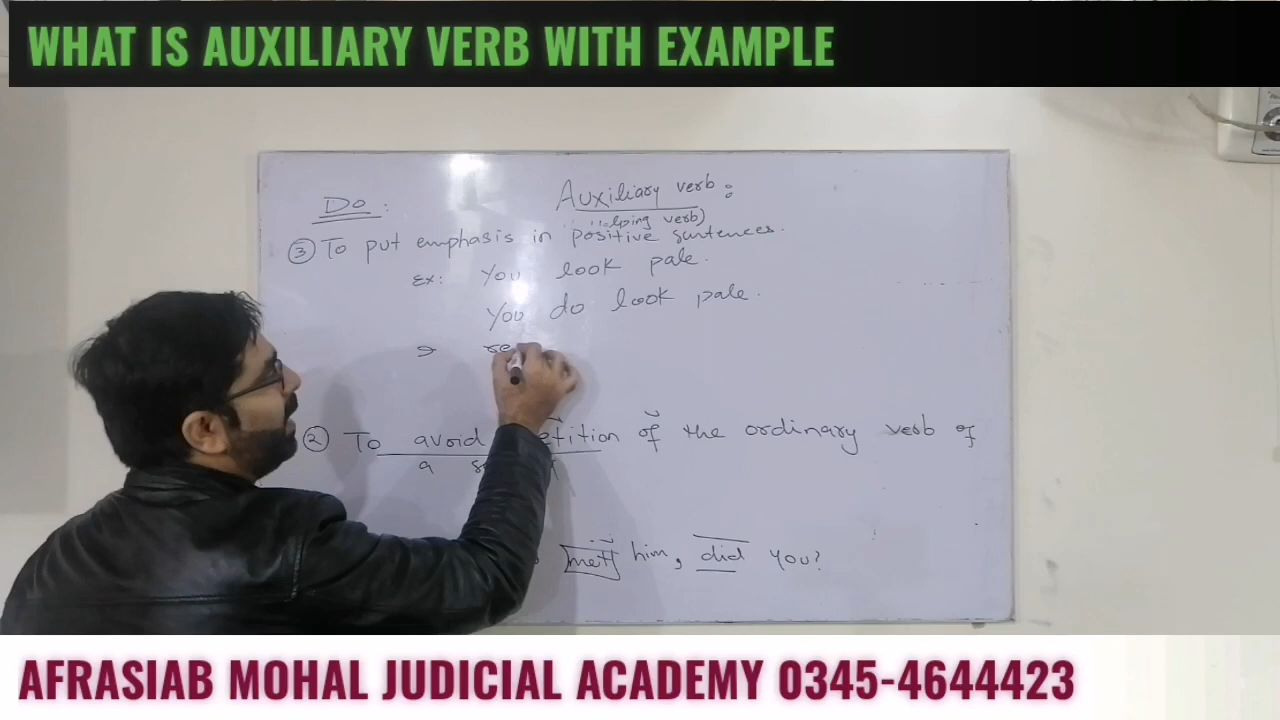 WHAT IS AUXILIARY VERB WITH EXAMPLE
Do : Auxiliary verb :
verb)
③ To put emphasis in positive sentences.
Ex: You look pale.
You do look pale.
② To avoid of the ordinary verb of
a
met him, did you?
AFRASIAB MOHAL JUDICIAL ACADEMY 0345-4644423